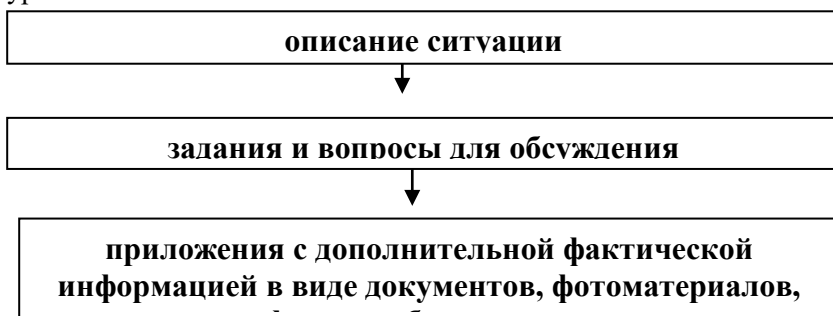 описание ситуации
задания и вопросы для обсуждения
приложения с дополнительной фактической
информацией в виде документов, фотоматериалов,